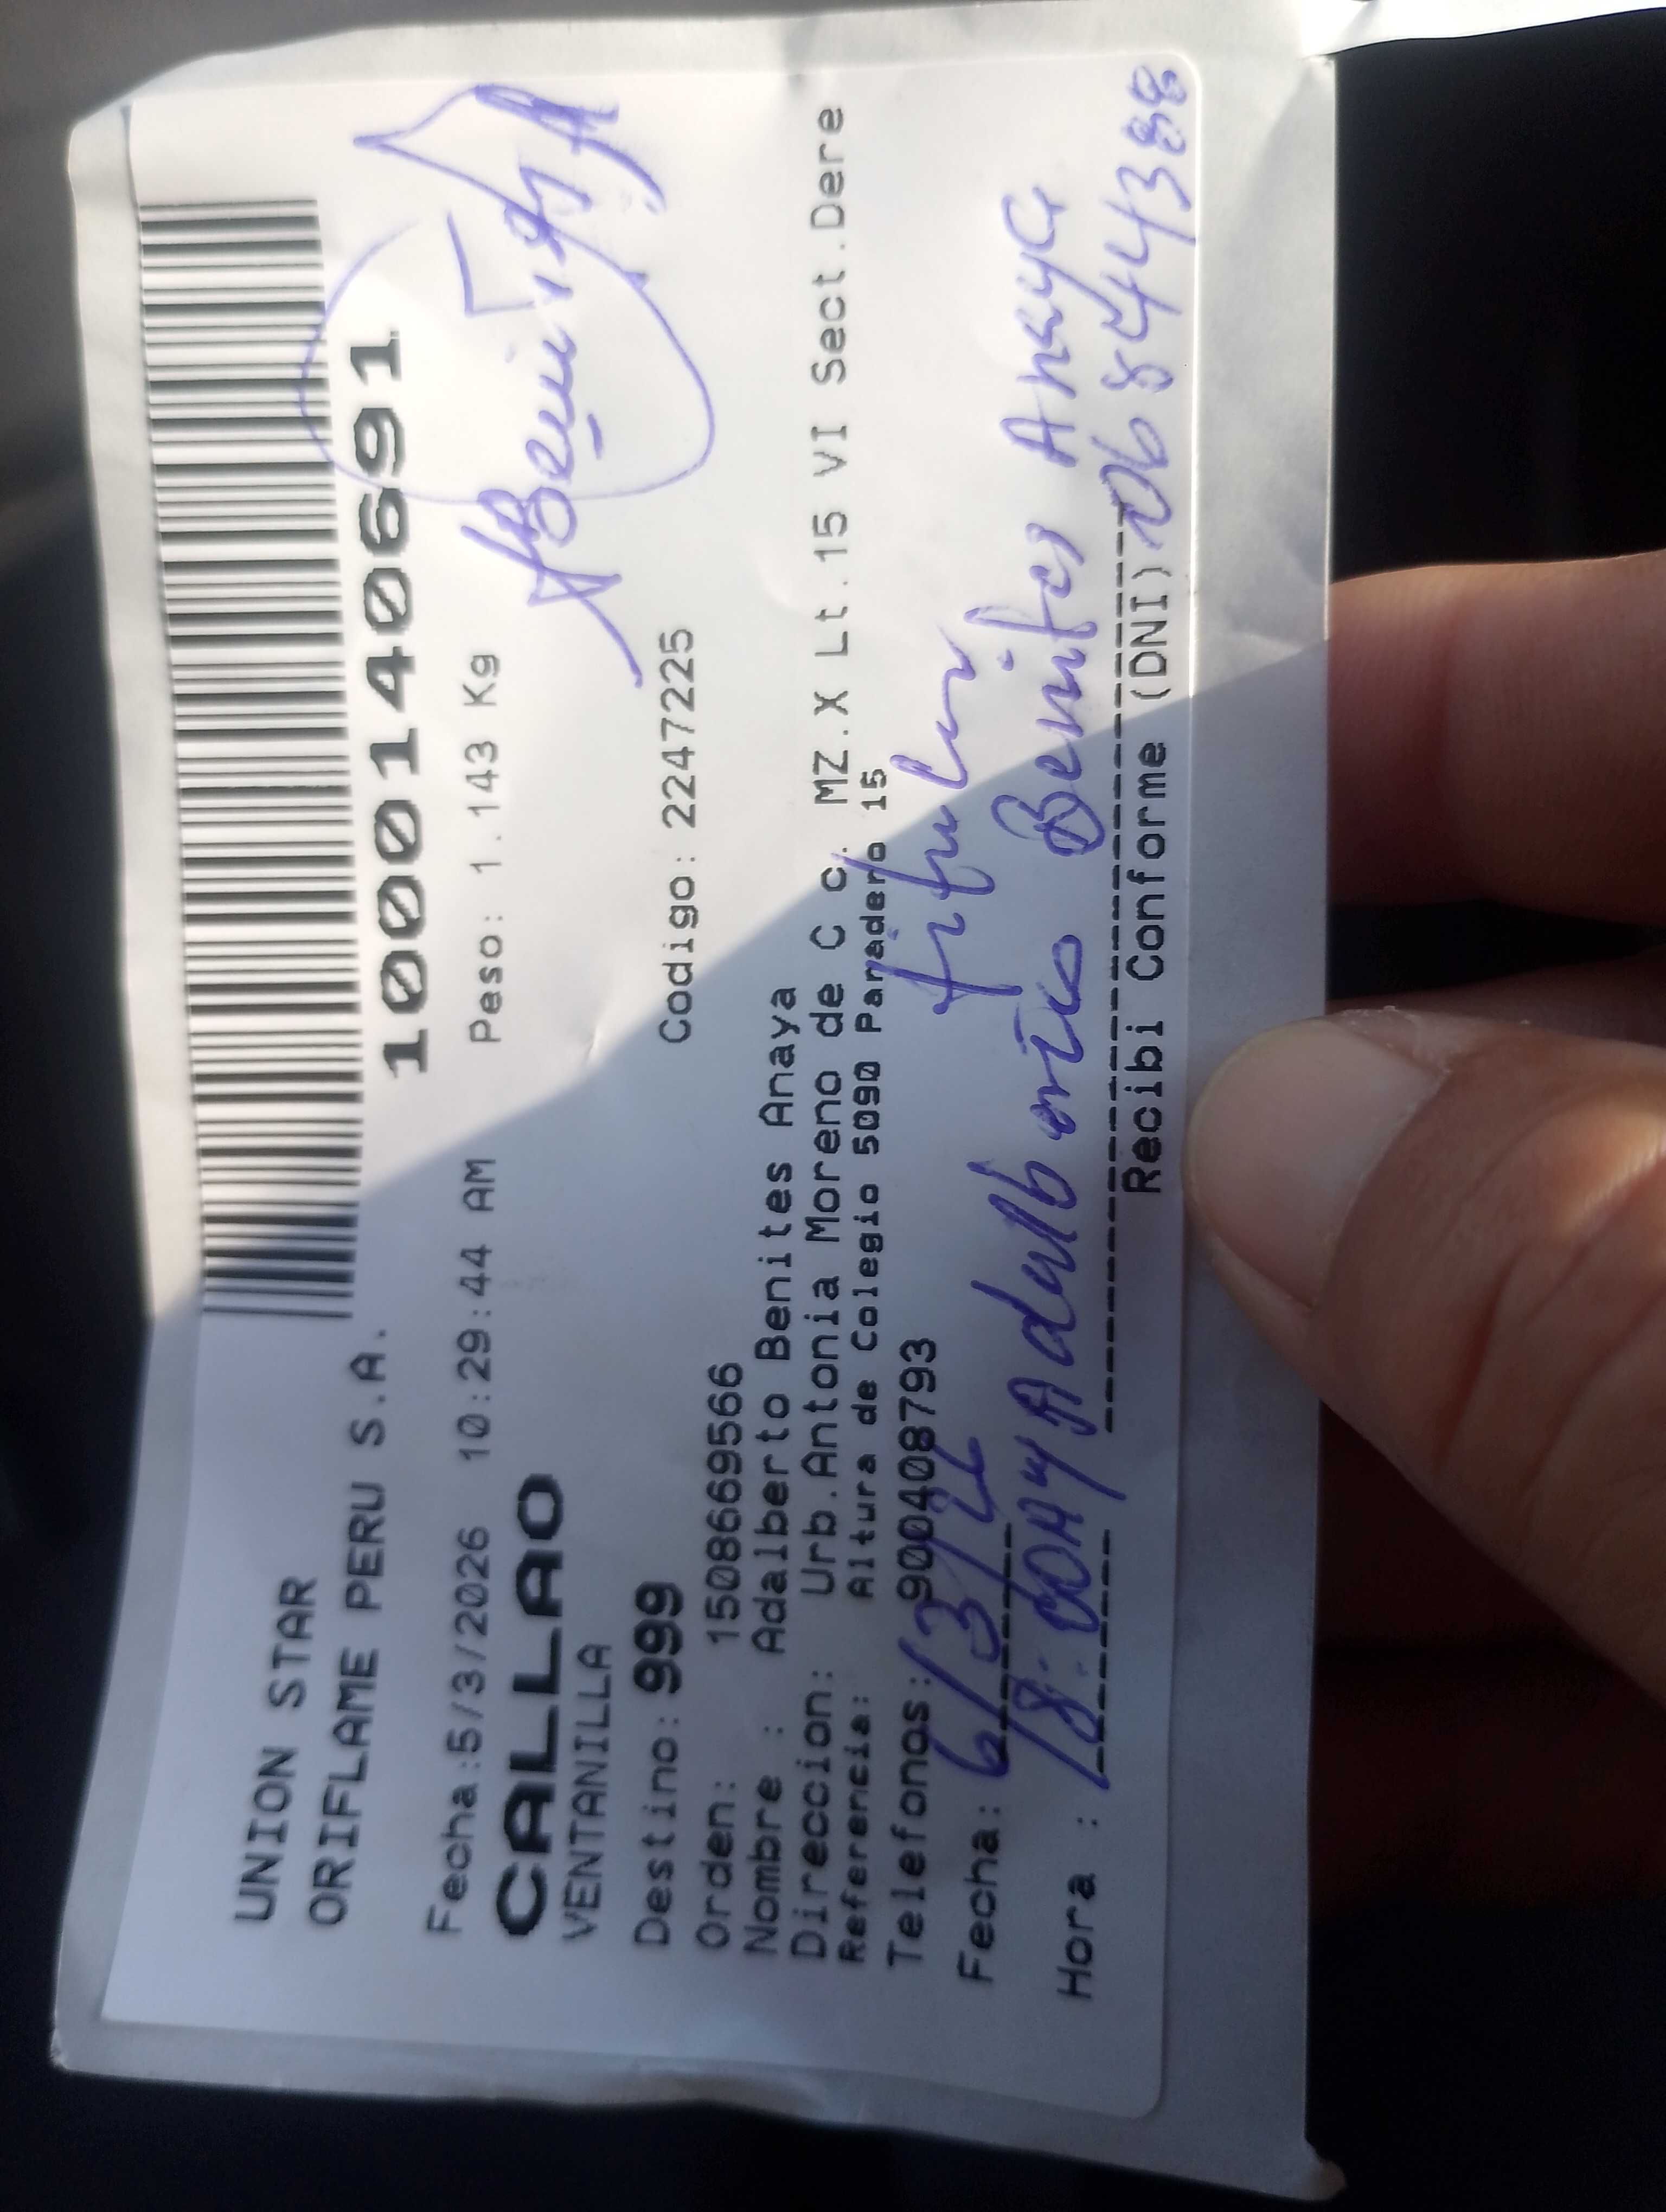 UNION STAR
ORIFLAME PERU S.A.
10001440691
Fecha:5/3/2026 10:29:44 AM Peso: 1.143 Kg
CALLAO
VENTANILLA
Destino: 999 Codigo: 2247225
Orden: 1508669566
Nombre : Adalberto Benites Anaya
Direccion: Urb.Antonia Moreno de C c. MZ.X Lt.15 VI Sect.Dere
Referencia: Altura de Colegio 5090 Paradero 15
Telefonos: 900408793
titular
Fecha: 6/3/26
Adalberto Benites Anaya
Hora : 18:00
Recibi Conforme (DNI) 06844388